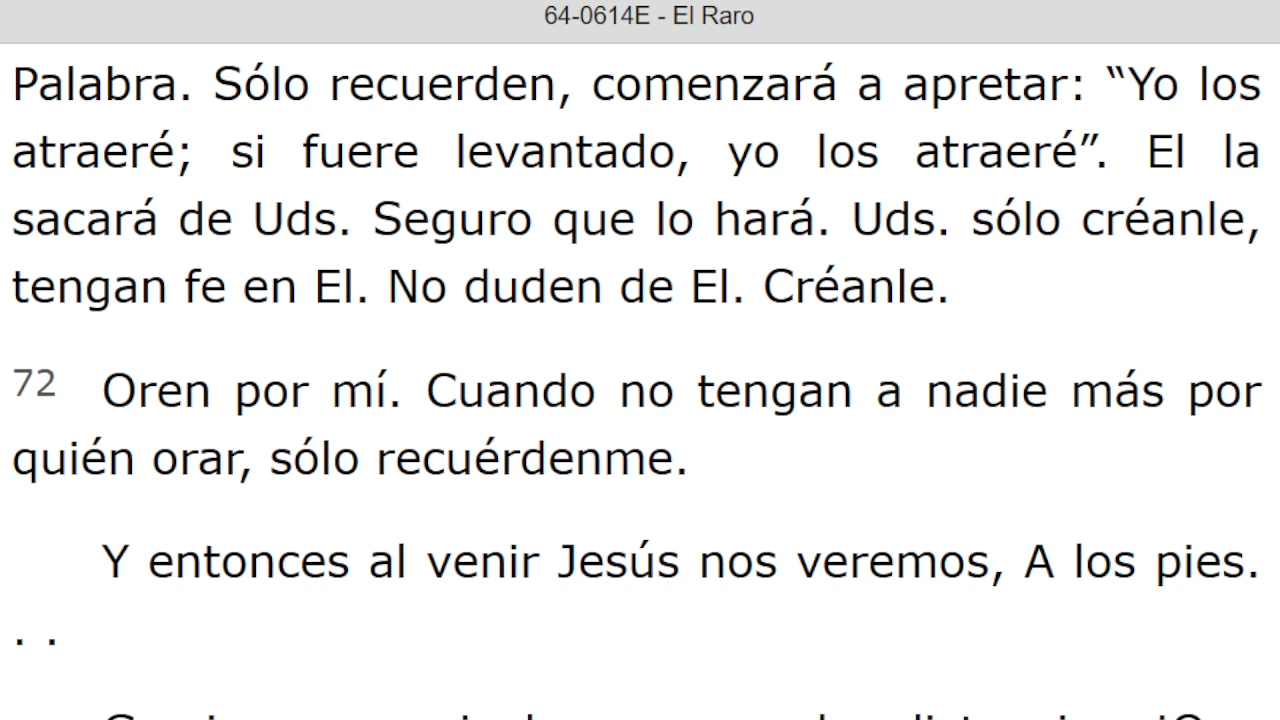 64-0614E - El Raro
Palabra. Sólo recuerden, comenzará a apretar: “Yo los
atraeré; si fuere levantado, yo los atraeré”. El la
sacará de Uds. Seguro que lo hará. Uds. sólo créanle,
tengan fe en El. No duden de El. Créanle.
72 Oren por mí. Cuando no tengan a nadie más por
quién orar, sólo recuérdenme.
Y entonces al venir Jesús nos veremos, A los pies.
. .